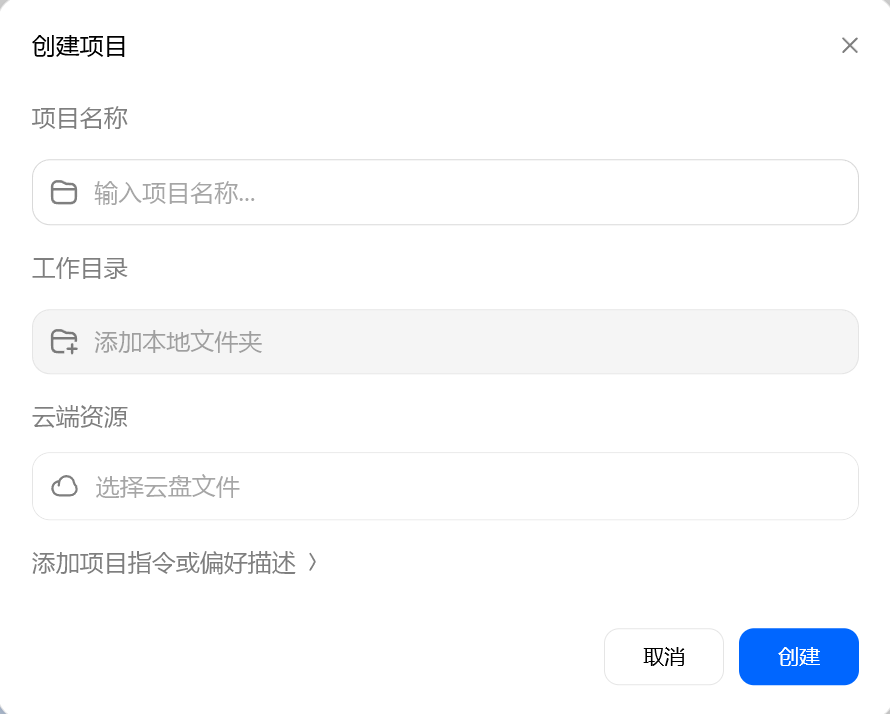 创建项目
项目名称
输入项目名称...
工作目录
添加本地文件夹
云端资源
选择云盘文件
添加项目指令或偏好描述
取消
创建